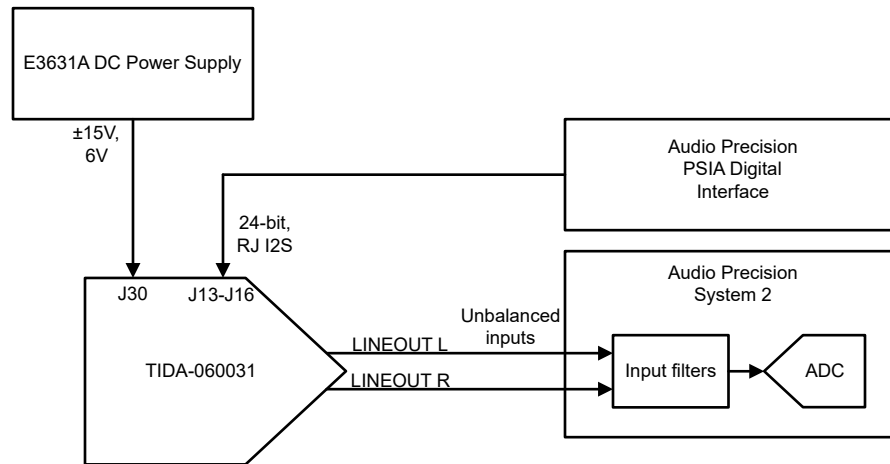 E3631A DC Power Supply
±15V,
6V
Audio Precision
PSIA Digital
Interface
24-bit,
RJ I2S
Audio Precision
System 2
J30
J13-J16
Unbalanced
inputs
LINEOUT L
TIDA-060031
Input filters
ADC
LINEOUT R